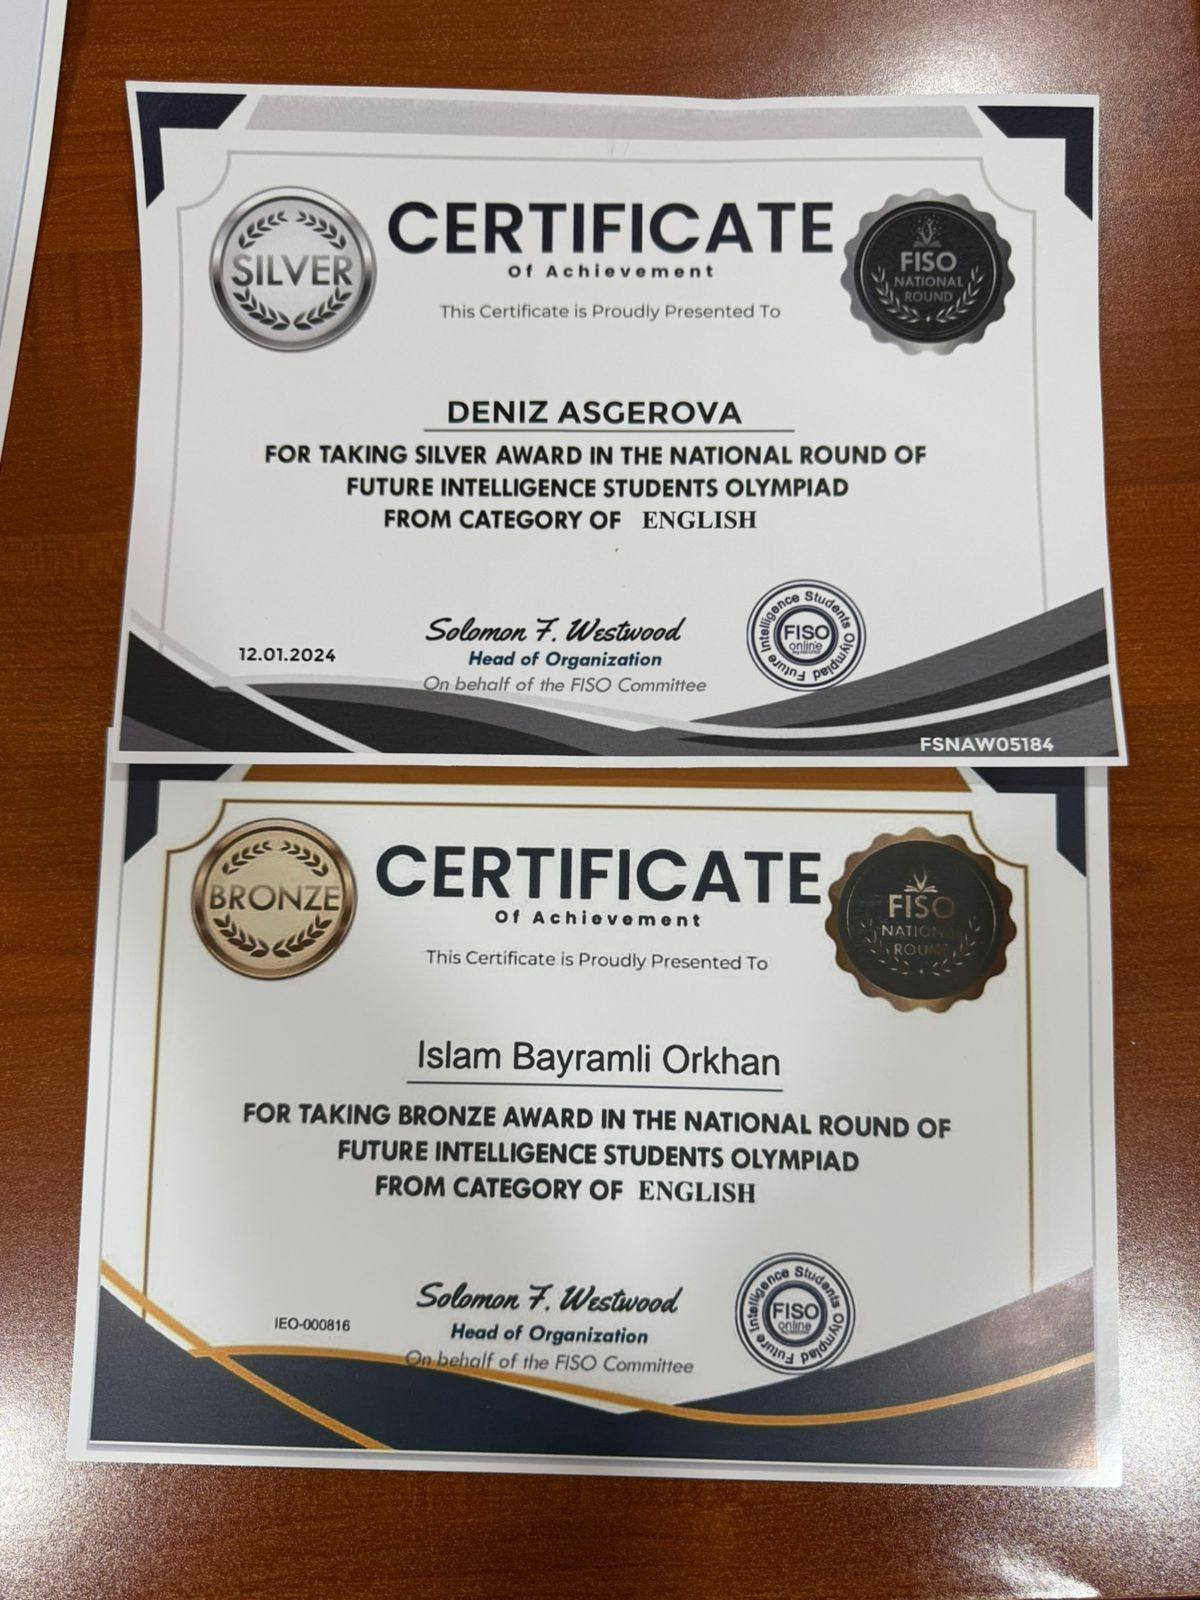 SILVER
CERTIFICATE
Of Achievement
FISO
NATIONAL
ROUND
This Certificate is Proudly Presented To
DENIZ ASGEROVA
FOR TAKING SILVER AWARD IN THE NATIONAL ROUND OF
FUTURE INTELLIGENCE STUDENTS OLYMPIAD
FROM CATEGORY OF ENGLISH
Solomon F. Westwood
Head of Organization
On behalf of the FISO Committee
12.01.2024
Future Intelligence Students Olympiad
FISO
online
FSNAW05184
BRONZE
CERTIFICATE
Of Achievement
FISO
NATIONAL
ROUND
This Certificate is Proudly Presented To
Islam Bayramli Orkhan
FOR TAKING BRONZE AWARD IN THE NATIONAL ROUND OF
FUTURE INTELLIGENCE STUDENTS OLYMPIAD
FROM CATEGORY OF ENGLISH
Solomon F. Westwood
Head of Organization
On behalf of the FISO Committee
IEO-000816
Future Intelligence Students Olympiad
FISO
online